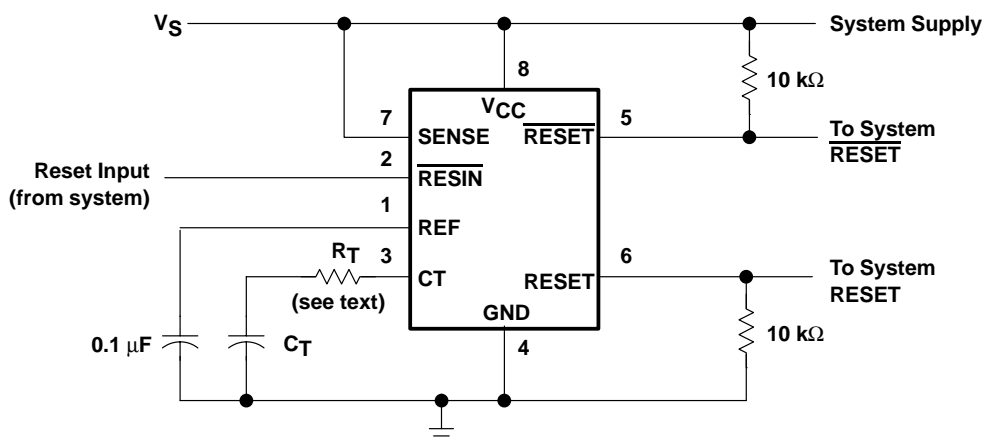 VS
System Supply
8
10 kΩ
VCC
7
SENSE
RESET
5
To System
RESET
2
Reset Input
(from system)
RESIN
1
REF
RT
3
(see text)
CT
RESET
6
To System
RESET
GND
10 kΩ
0.1 μF
CT
4